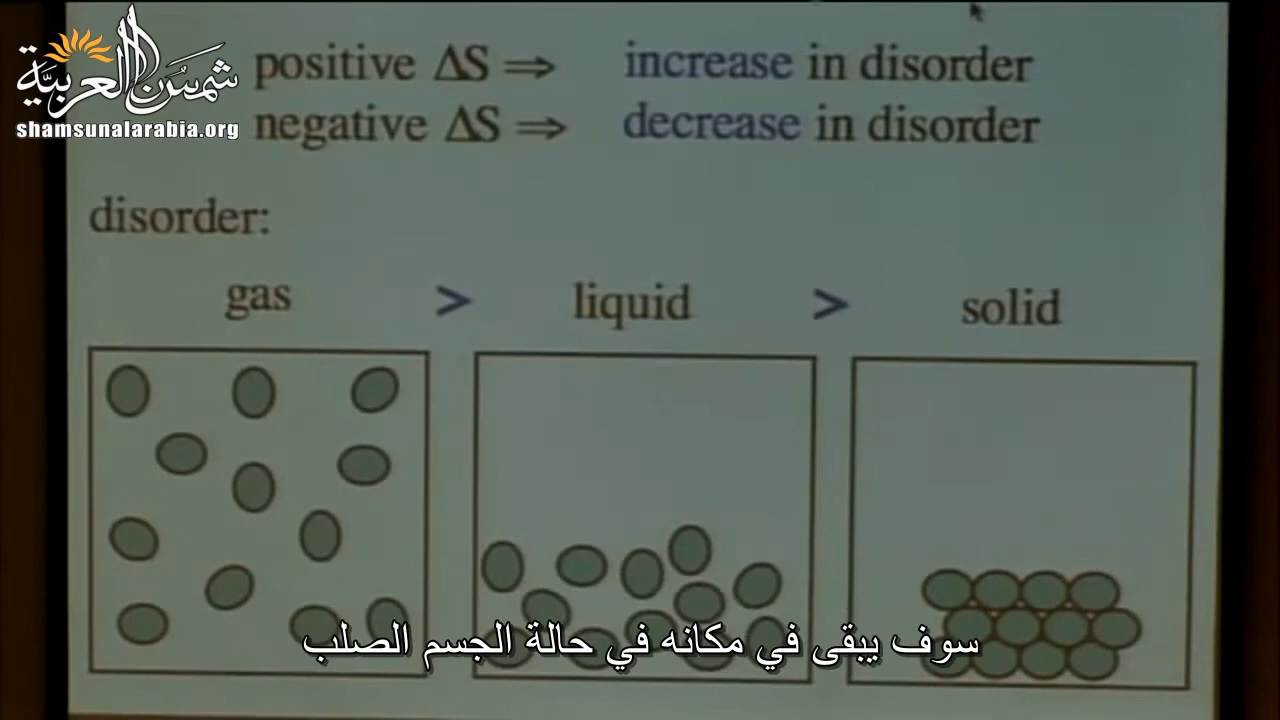 شمس العربية
shamsunalarabia.org
positive ΔS ⇒ increase in disorder
negative ΔS ⇒ decrease in disorder
disorder:
gas > liquid > solid
سوف يبقى في مكانه في حالة الجسم الصلب